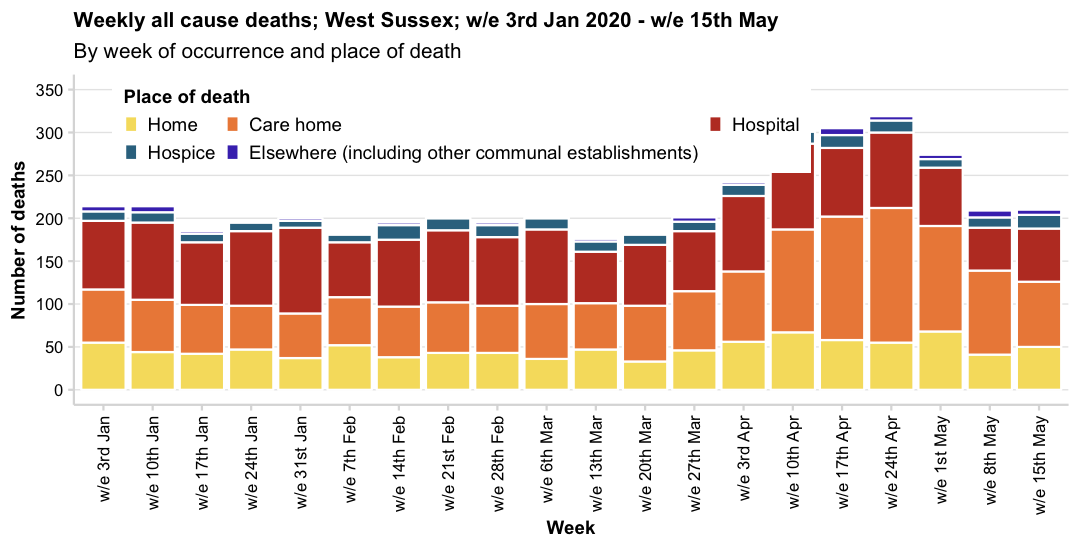 Weekly all cause deaths; West Sussex; w/e 3rd Jan 2020 - w/e 15th May
By week of occurrence and place of death
Place of death
Home
Care home
Hospital
Hospice
Elsewhere (including other communal establishments)
Number of deaths
350
300
250
200
150
100
50
0
w/e 3rd Jan
w/e 10th Jan
w/e 17th Jan
w/e 24th Jan
w/e 31st Jan
w/e 7th Feb
w/e 14th Feb
w/e 21st Feb
w/e 28th Feb
w/e 6th Mar
w/e 13th Mar
w/e 20th Mar
w/e 27th Mar
w/e 3rd Apr
w/e 10th Apr
w/e 17th Apr
w/e 24th Apr
w/e 1st May
w/e 8th May
w/e 15th May
Week